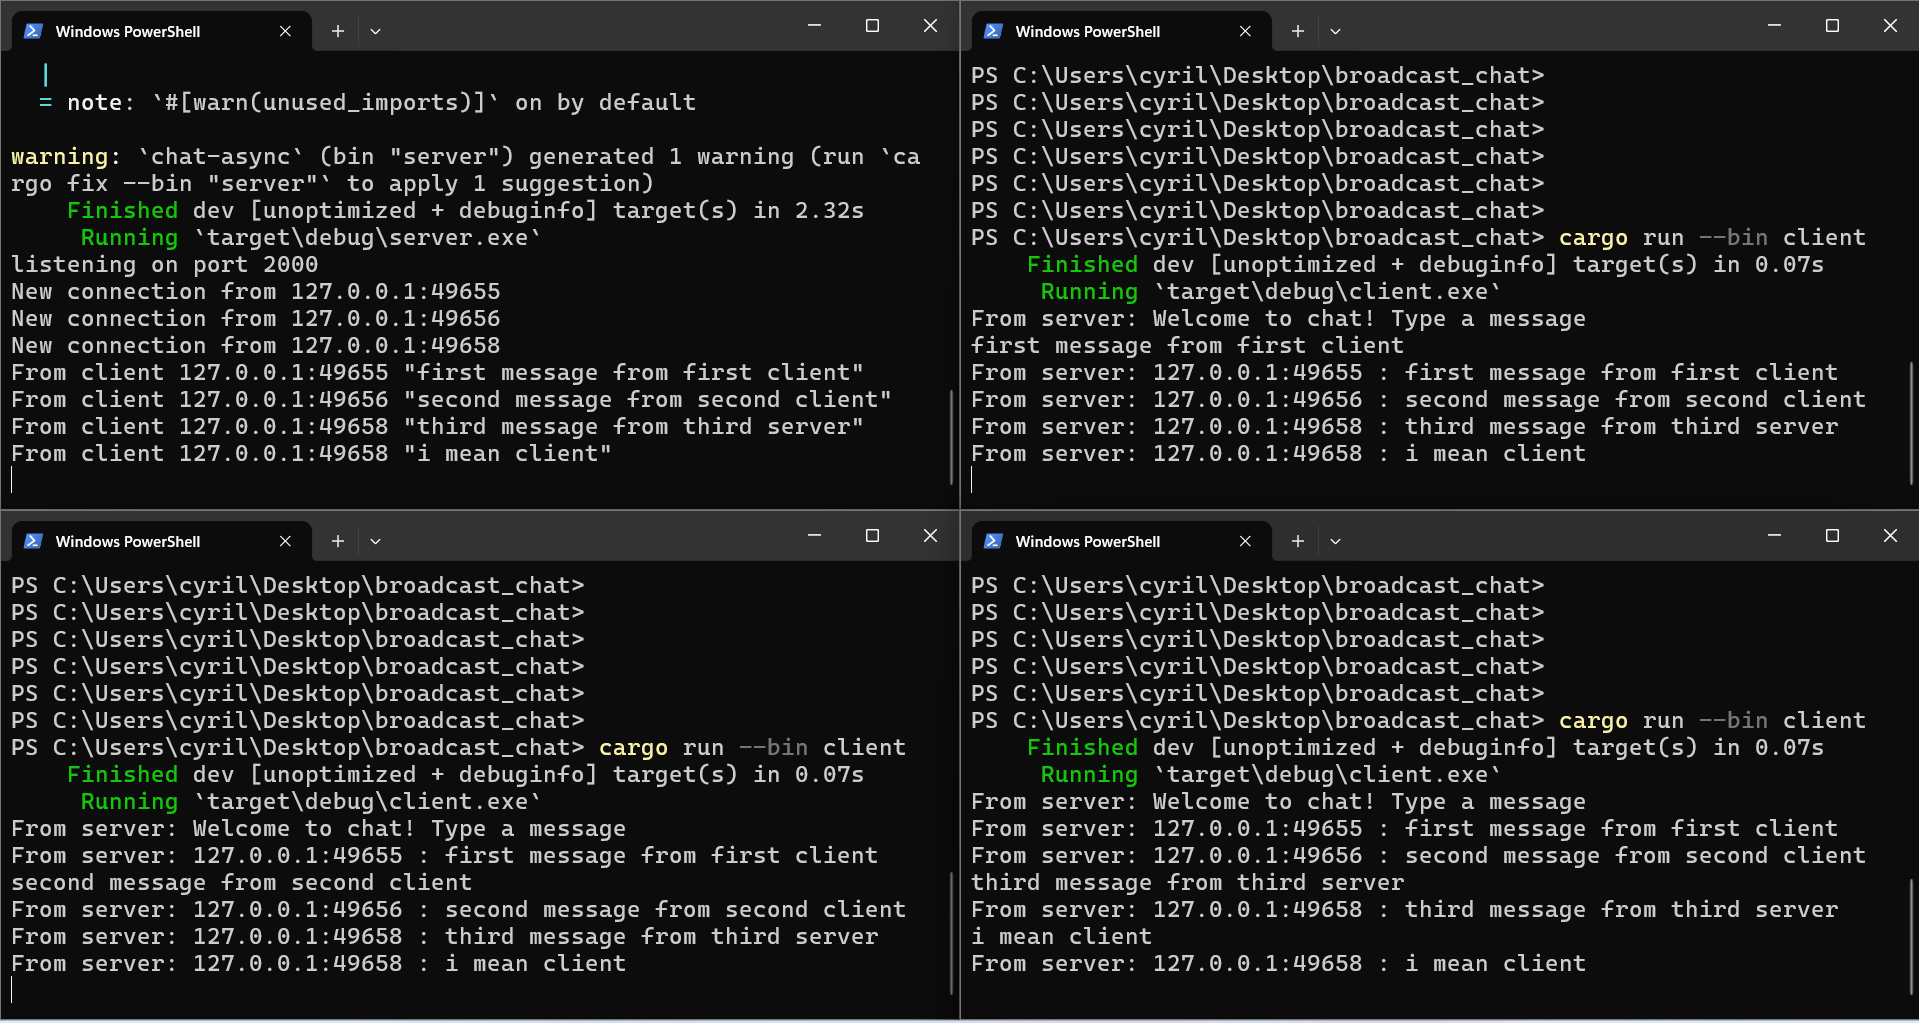 Windows PowerShell
|
= note: `#[warn(unused_imports)]` on by default
warning: `chat-async` (bin "server") generated 1 warning (run `ca
rgo fix --bin "server"` to apply 1 suggestion)
Finished dev [unoptimized + debuginfo] target(s) in 2.32s
Running `target\debug\server.exe`
listening on port 2000
New connection from 127.0.0.1:49655
New connection from 127.0.0.1:49656
New connection from 127.0.0.1:49658
From client 127.0.0.1:49655 "first message from first client"
From client 127.0.0.1:49656 "second message from second client"
From client 127.0.0.1:49658 "third message from third server"
From client 127.0.0.1:49658 "i mean client"
Windows PowerShell
PS C:\Users\cyril\Desktop\broadcast_chat>
PS C:\Users\cyril\Desktop\broadcast_chat>
PS C:\Users\cyril\Desktop\broadcast_chat>
PS C:\Users\cyril\Desktop\broadcast_chat>
PS C:\Users\cyril\Desktop\broadcast_chat>
PS C:\Users\cyril\Desktop\broadcast_chat>
PS C:\Users\cyril\Desktop\broadcast_chat> cargo run --bin client
Finished dev [unoptimized + debuginfo] target(s) in 0.07s
Running `target\debug\client.exe`
From server: Welcome to chat! Type a message
first message from first client
From server: 127.0.0.1:49655 : first message from first client
From server: 127.0.0.1:49656 : second message from second client
From server: 127.0.0.1:49658 : third message from third server
From server: 127.0.0.1:49658 : i mean client
Windows PowerShell
PS C:\Users\cyril\Desktop\broadcast_chat>
PS C:\Users\cyril\Desktop\broadcast_chat>
PS C:\Users\cyril\Desktop\broadcast_chat>
PS C:\Users\cyril\Desktop\broadcast_chat>
PS C:\Users\cyril\Desktop\broadcast_chat>
PS C:\Users\cyril\Desktop\broadcast_chat>
PS C:\Users\cyril\Desktop\broadcast_chat> cargo run --bin client
Finished dev [unoptimized + debuginfo] target(s) in 0.07s
Running `target\debug\client.exe`
From server: Welcome to chat! Type a message
From server: 127.0.0.1:49655 : first message from first client
second message from second client
From server: 127.0.0.1:49656 : second message from second client
From server: 127.0.0.1:49658 : third message from third server
From server: 127.0.0.1:49658 : i mean client
Windows PowerShell
PS C:\Users\cyril\Desktop\broadcast_chat>
PS C:\Users\cyril\Desktop\broadcast_chat>
PS C:\Users\cyril\Desktop\broadcast_chat>
PS C:\Users\cyril\Desktop\broadcast_chat>
PS C:\Users\cyril\Desktop\broadcast_chat>
PS C:\Users\cyril\Desktop\broadcast_chat> cargo run --bin client
Finished dev [unoptimized + debuginfo] target(s) in 0.07s
Running `target\debug\client.exe`
From server: Welcome to chat! Type a message
From server: 127.0.0.1:49655 : first message from first client
From server: 127.0.0.1:49656 : second message from second client
third message from third server
From server: 127.0.0.1:49658 : third message from third server
i mean client
From server: 127.0.0.1:49658 : i mean client